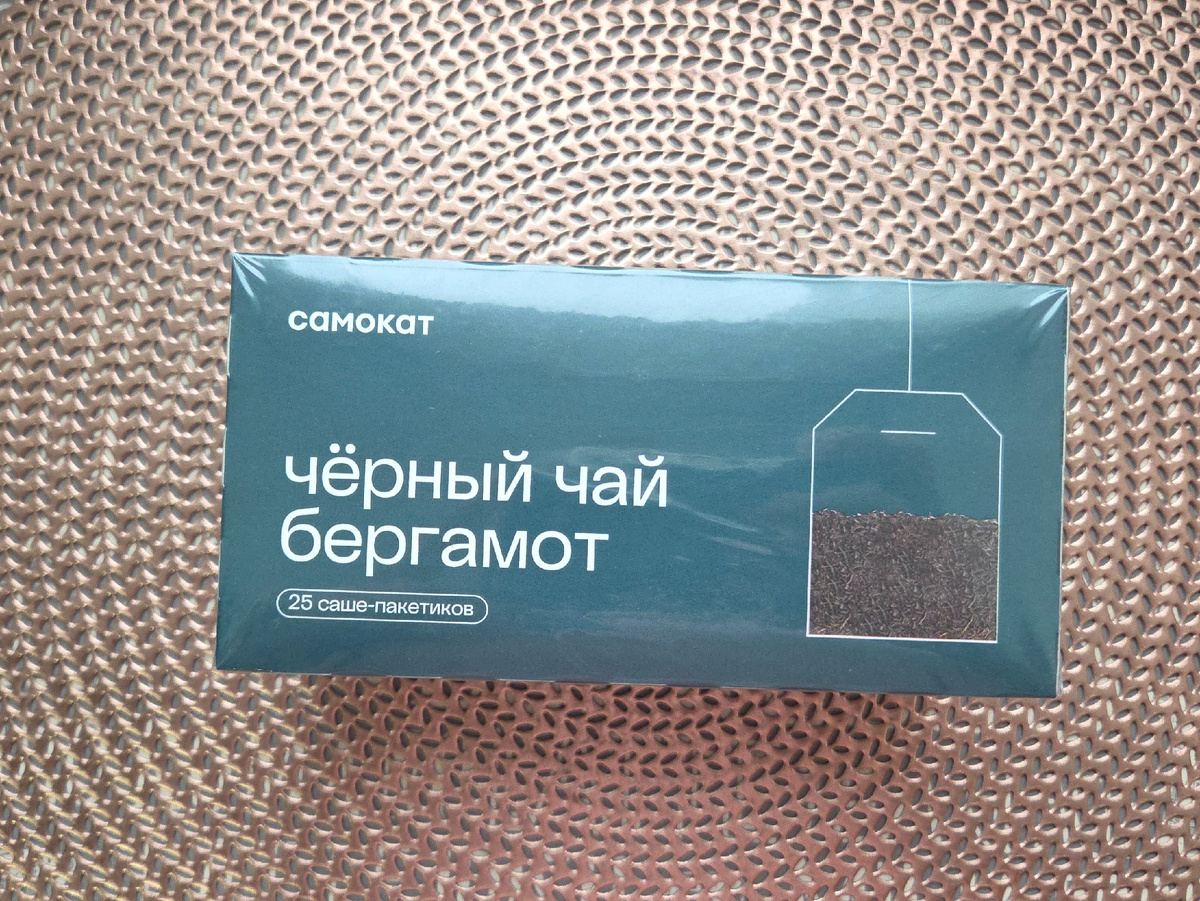 самокат
чёрный чай
бергамот
25 саше-пакетиков